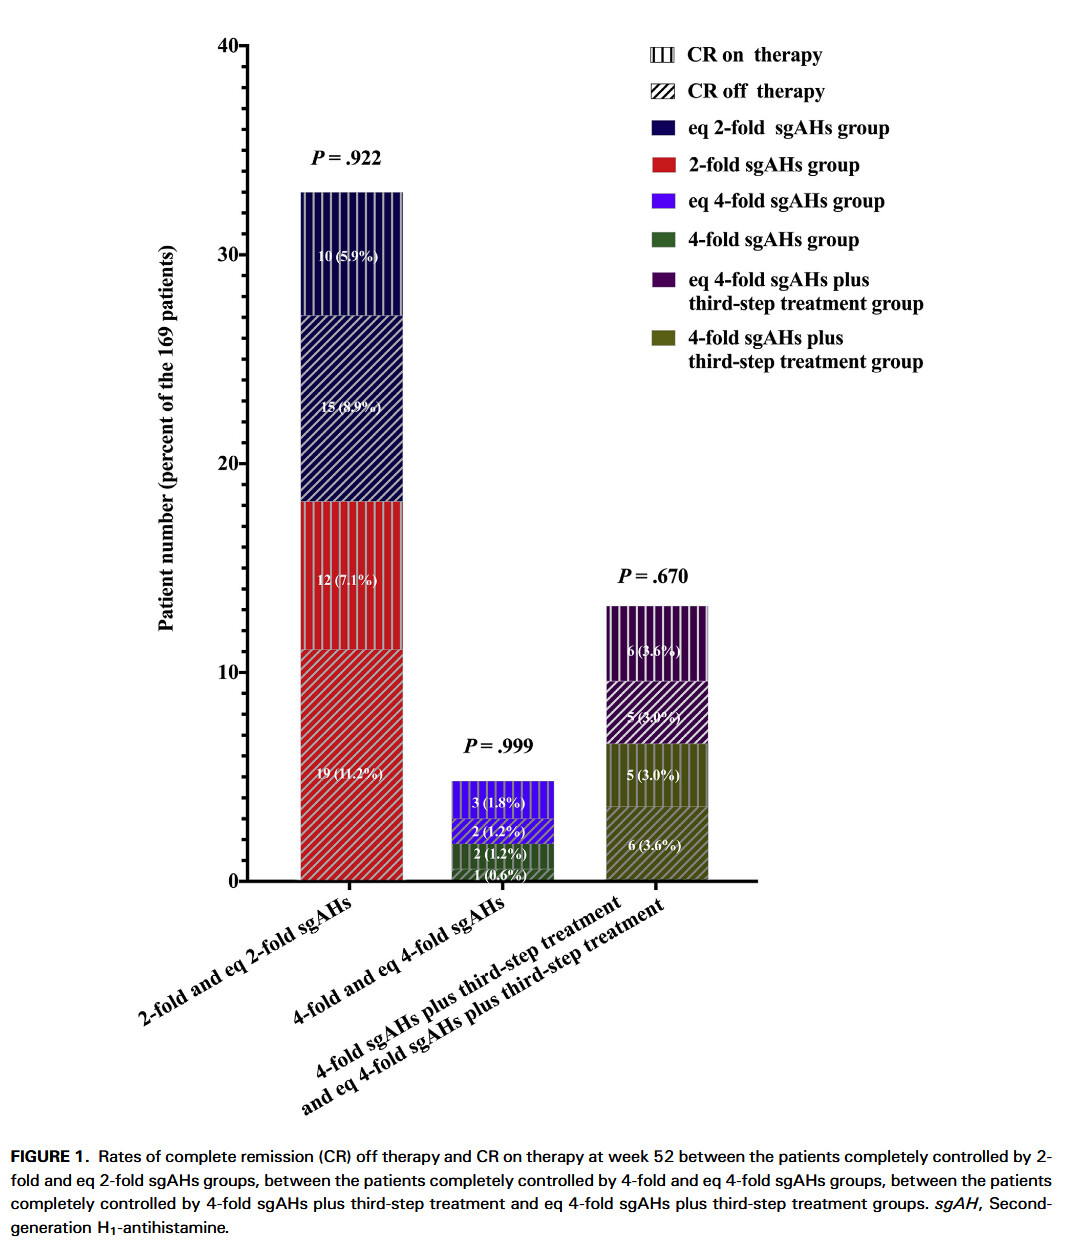 40
30
20
10
0
Patient number (percent of the 169 patients)
CR on therapy
CR off therapy
eq 2-fold sgAHs group
2-fold sgAHs group
eq 4-fold sgAHs group
4-fold sgAHs group
eq 4-fold sgAHs plus
third-step treatment group
4-fold sgAHs plus
third-step treatment group
P = .922
10 (5.9%)
15 (8.9%)
12 (7.1%)
19 (11.2%)
P = .999
3 (1.8%)
2 (1.2%)
2 (1.2%)
1 (0.6%)
P = .670
6 (3.6%)
5 (3.0%)
5 (3.0%)
6 (3.6%)
2-fold and eq 2-fold sgAHs
4-fold and eq 4-fold sgAHs
4-fold sgAHs plus third-step treatment
and eq 4-fold sgAHs plus third-step treatment
FIGURE 1. Rates of complete remission (CR) off therapy and CR on therapy at week 52 between the patients completely controlled by 2-
fold and eq 2-fold sgAHs groups, between the patients completely controlled by 4-fold and eq 4-fold sgAHs groups, between the patients
completely controlled by 4-fold sgAHs plus third-step treatment and eq 4-fold sgAHs plus third-step treatment groups. sgAH, Second-
generation H1-antihistamine.